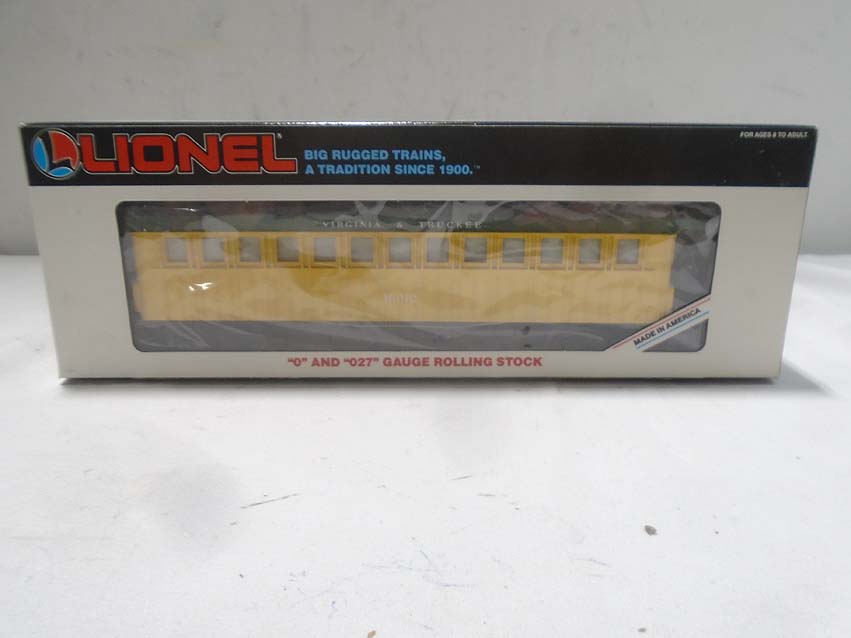 LIONEL
BIG RUGGED TRAINS,
A TRADITION SINCE 1900.™
FOR AGES 8 TO ADULT
VIRGINIA & TRUCKEE
MADE IN AMERICA
"O" AND "027" GAUGE ROLLING STOCK